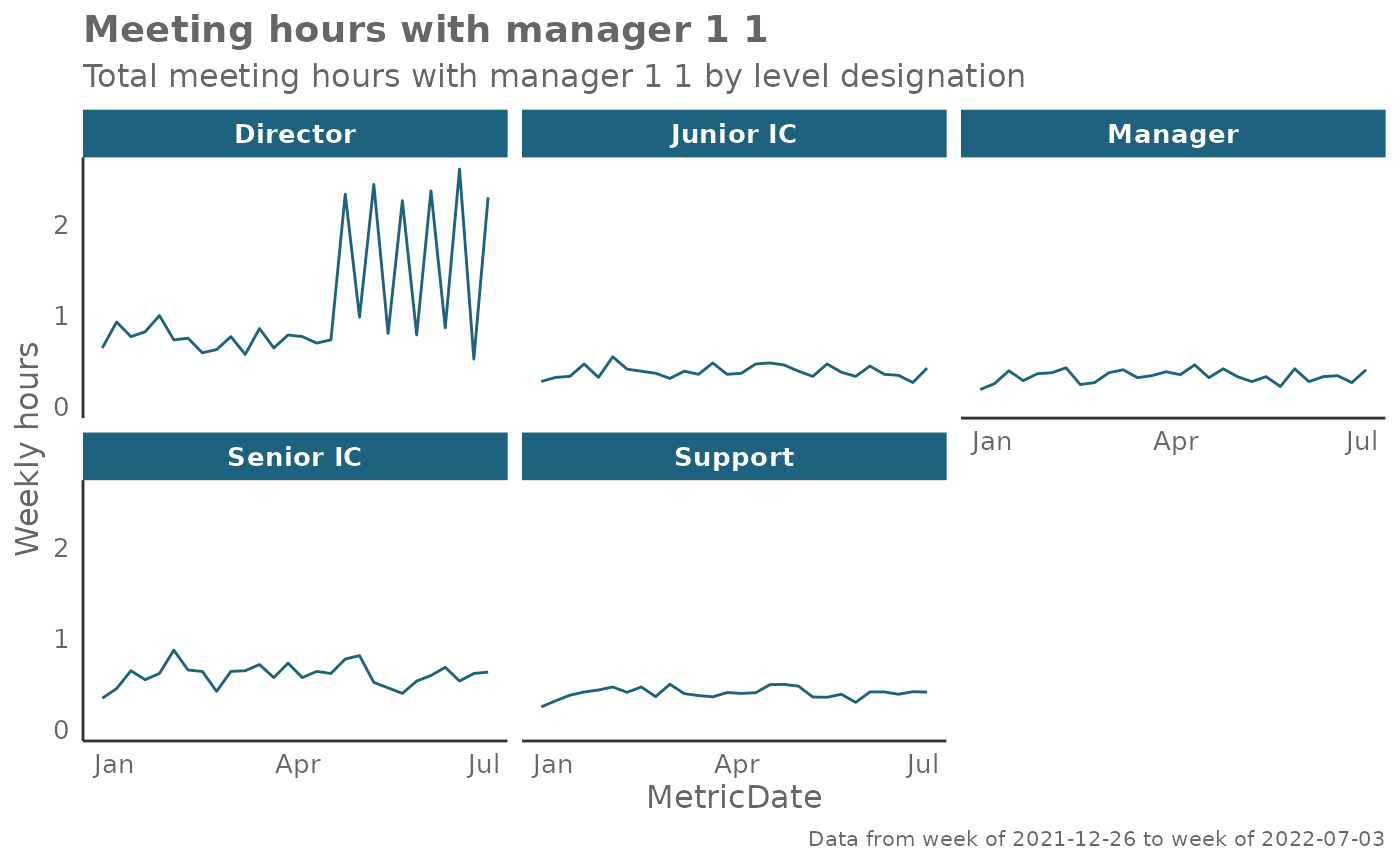 Meeting hours with manager 1 1
Total meeting hours with manager 1 1 by level designation
Director
Junior IC
Manager
2
1
0
Jan
Apr
Jul
Weekly hours
Senior IC
Support
2
1
0
Jan
Apr
Jul
Jan
Apr
Jul
MetricDate
Data from week of 2021-12-26 to week of 2022-07-03